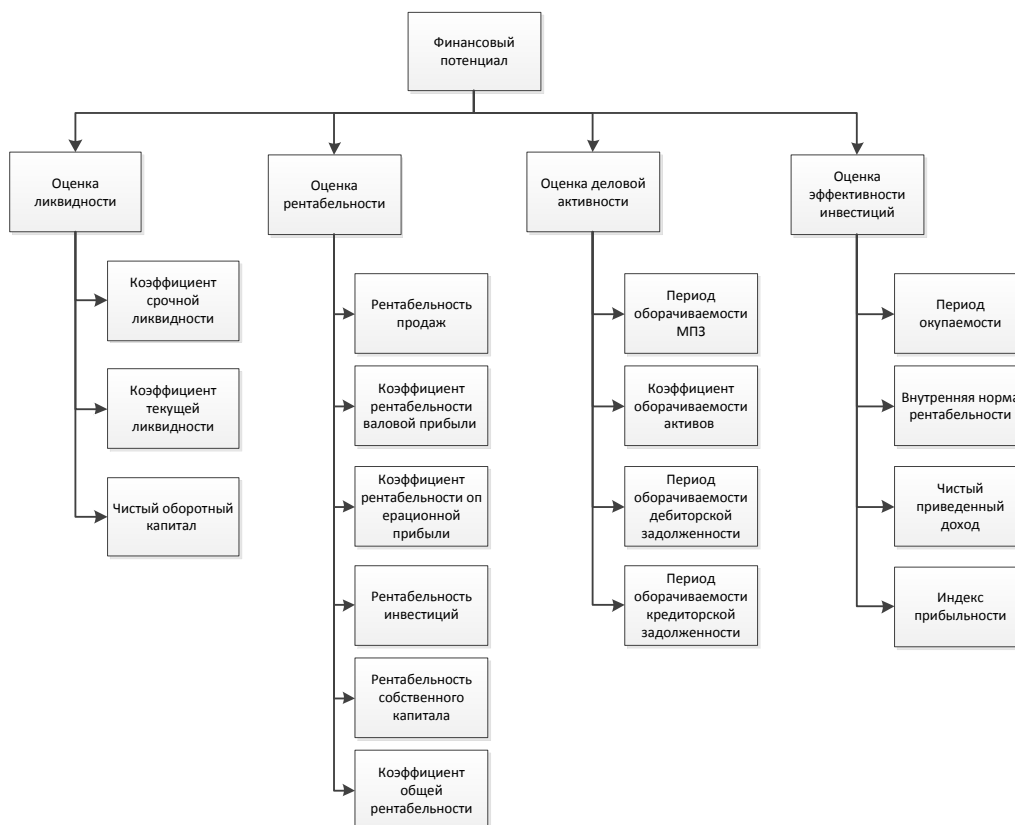 Финансовый
потенциал
Оценка
ликвидности
Оценка
рентабельности
Оценка деловой
активности
Оценка
эффективности
инвестиций
Коэффициент
срочной
ликвидности
Коэффициент
текущей
ликвидности
Чистый оборотный
капитал
Рентабельность
продаж
Коэффициент
рентабельности
валовой прибыли
Коэффициент
рентабельности оп
ерационной
прибыли
Рентабельность
инвестиций
Рентабельность
собственного
капитала
Коэффициент
общей
рентабельности
Период
оборачиваемости
МПЗ
Коэффициент
оборачиваемости
активов
Период
оборачиваемости
дебиторской
задолженности
Период
оборачиваемости
кредиторской
задолженности
Период
окупаемости
Внутренняя норма
рентабельности
Чистый
приведенный
доход
Индекс
прибыльности